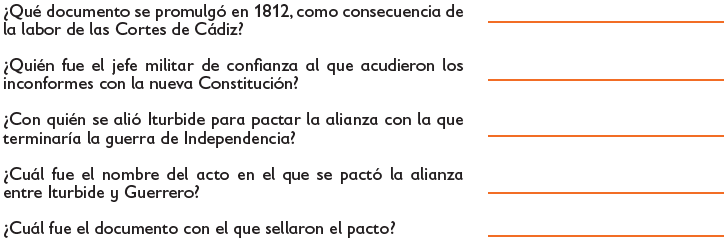 ¿Qué documento se promulgó en 1812, como consecuencia de
la labor de las Cortes de Cádiz?
¿Quién fue el jefe militar de confianza al que acudieron los
inconformes con la nueva Constitución?
¿Con quién se alió Iturbide para pactar la alianza con la que
terminaría la guerra de Independencia?
¿Cuál fue el nombre del acto en el que se pactó la alianza
entre Iturbide y Guerrero?
¿Cuál fue el documento con el que sellaron el pacto?